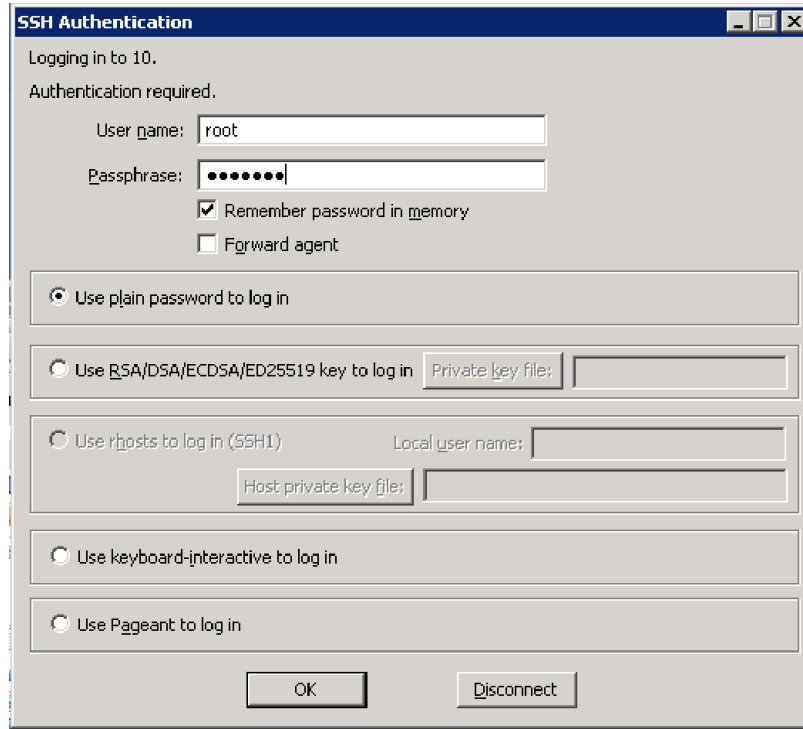 SSH Authentication
Logging in to 10.
Authentication required.
User name: root
Passphrase: ●●●●●●●
Remember password in memory
Forward agent
Use plain password to log in
Use RSA/DSA/ECDSA/ED25519 key to log in Private key file:
Use rhosts to log in (SSH1) Local user name:
Host private key file:
Use keyboard-interactive to log in
Use Pageant to log in
OK Disconnect